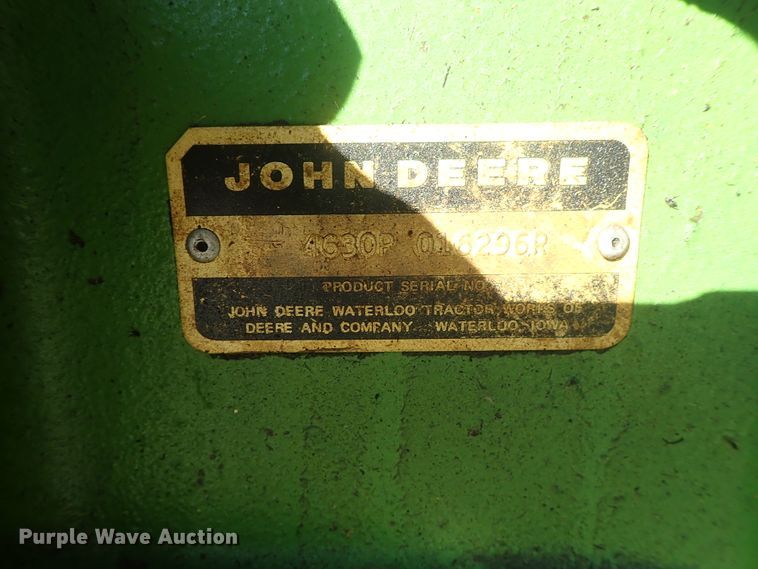 JOHN DEERE
4630P 016206R
PRODUCT SERIAL NO.
JOHN DEERE WATERLOO TRACTOR WORKS OF
DEERE AND COMPANY WATERLOO, IOWA
Purple Wave Auction®